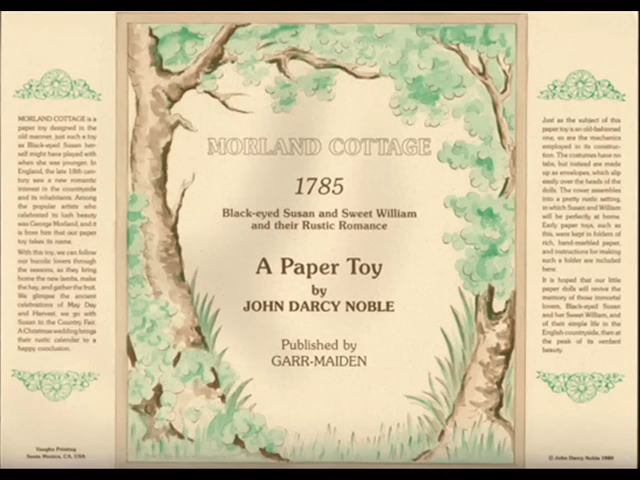 MORLAND COTTAGE is a
paper toy designed in the
old manner, just such a toy
as Black-eyed Susan her-
self might have played with
when she was younger. In
England, the late 18th cen-
tury saw a new romantic
interest in the countryside
and its inhabitants. Among
the popular artists who
celebrated its lush beauty
was George Morland, and it
is from him that our paper
toy takes its name.
With this toy, we can follow
our bucolic lovers through
the seasons, as they bring
home the new lambs, make
the hay, and gather the fruit.
We glimpse the ancient
celebrations of May Day
and Harvest, we go with
Susan to the Country Fair.
A Christmas wedding brings
their rustic calendar to a
happy conclusion.
Vaughn Printing
Santa Monica, CA, USA
MORLAND COTTAGE
1785
Black-eyed Susan and Sweet William
and their Rustic Romance
A Paper Toy
by
JOHN DARCY NOBLE
Published by
GARR-MAIDEN
Just as the subject of this
paper toy is an old-fashioned
one, so are the mechanics
employed in its construc-
tion. The costumes have no
tabs, but instead are made
up as envelopes, which slip
easily over the heads of the
dolls. The cover assembles
into a pretty rustic setting,
in which Susan and William
will be perfectly at home.
Early paper toys, such as
this, were kept in folders of
rich, hand-marbled paper,
and instructions for making
such a folder are included
here.
It is hoped that our little
paper dolls will revive the
memory of those immortal
lovers, Black-eyed Susan
and her Sweet William, and
of their simple life in the
English countryside, then at
the peak of its verdant
beauty.
© John Darcy Noble 1989